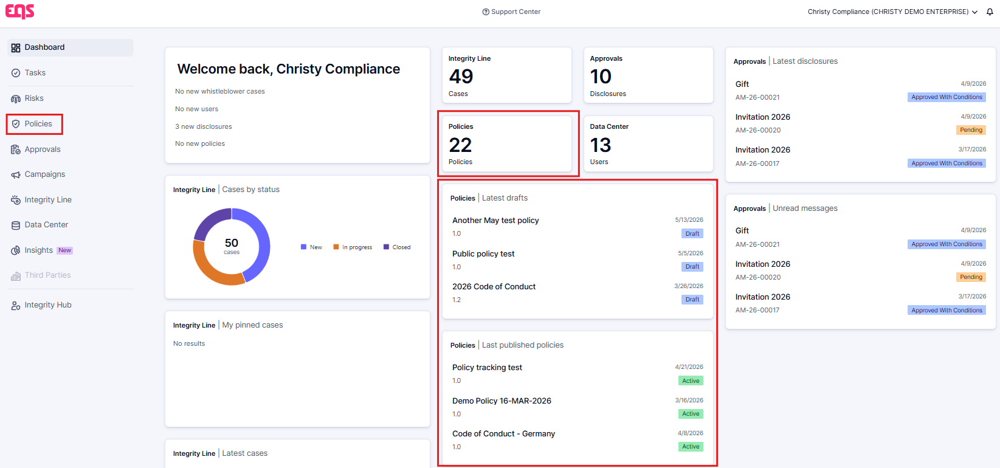 EQS
Support Center
Christy Compliance (CHRISTY DEMO ENTERPRISE)
Dashboard
Tasks
Risks
Policies
Approvals
Campaigns
Integrity Line
Data Center
Insights New
Third Parties
Integrity Hub
Welcome back, Christy Compliance
No new whistleblower cases
No new users
3 new disclosures
No new policies
Integrity Line | Cases by status
50
cases
New
In progress
Closed
Integrity Line | My pinned cases
No results
Integrity Line | Latest cases
Integrity Line
49
Cases
Approvals
10
Disclosures
Policies
22
Policies
Data Center
13
Users
Policies | Latest drafts
Another May test policy 5/13/2026
1.0 Draft
Public policy test 5/5/2026
1.0 Draft
2026 Code of Conduct 3/26/2026
1.2 Draft
Policies | Last published policies
Policy tracking test 4/21/2026
1.0 Active
Demo Policy 16-MAR-2026 3/16/2026
1.0 Active
Code of Conduct - Germany 4/8/2026
1.0 Active
Approvals | Latest disclosures
Gift 4/9/2026
AM-26-00021 Approved With Conditions
Invitation 2026 4/9/2026
AM-26-00020 Pending
Invitation 2026 3/17/2026
AM-26-00017 Approved With Conditions
Approvals | Unread messages
Gift 4/9/2026
AM-26-00021 Approved With Conditions
Invitation 2026 4/9/2026
AM-26-00020 Pending
Invitation 2026 3/17/2026
AM-26-00017 Approved With Conditions